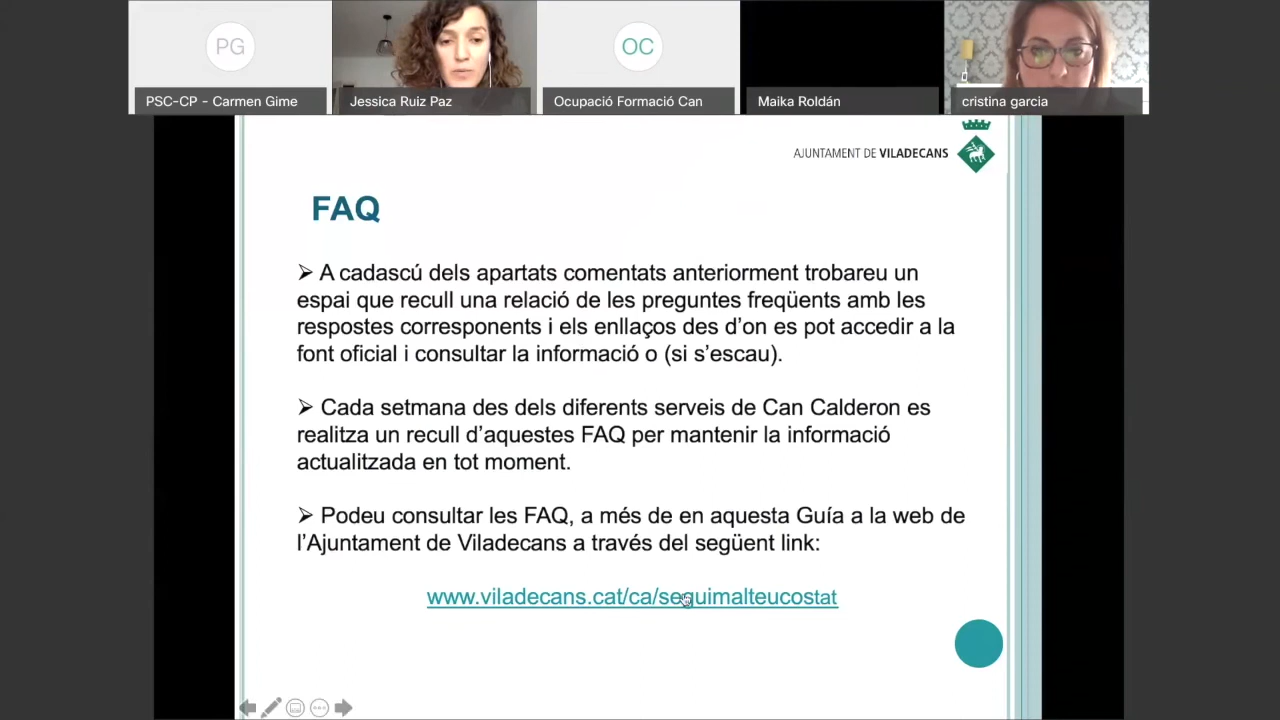 PG
OC
PSC-CP - Carmen Gime
Jessica Ruiz Paz
Ocupació Formació Can
Maika Roldán
cristina garcia
AJUNTAMENT DE VILADECANS
FAQ
➢ A cadascú dels apartats comentats anteriorment trobareu un
espai que recull una relació de les preguntes freqüents amb les
respostes corresponents i els enllaços des d’on es pot accedir a la
font oficial i consultar la informació o (si s’escau).
➢ Cada setmana des dels diferents serveis de Can Calderon es
realitza un recull d’aquestes FAQ per mantenir la informació
actualitzada en tot moment.
➢ Podeu consultar les FAQ, a més de en aquesta Guía a la web de
l’Ajuntament de Viladecans a través del següent link:
www.viladecans.cat/ca/seguimalteucostat